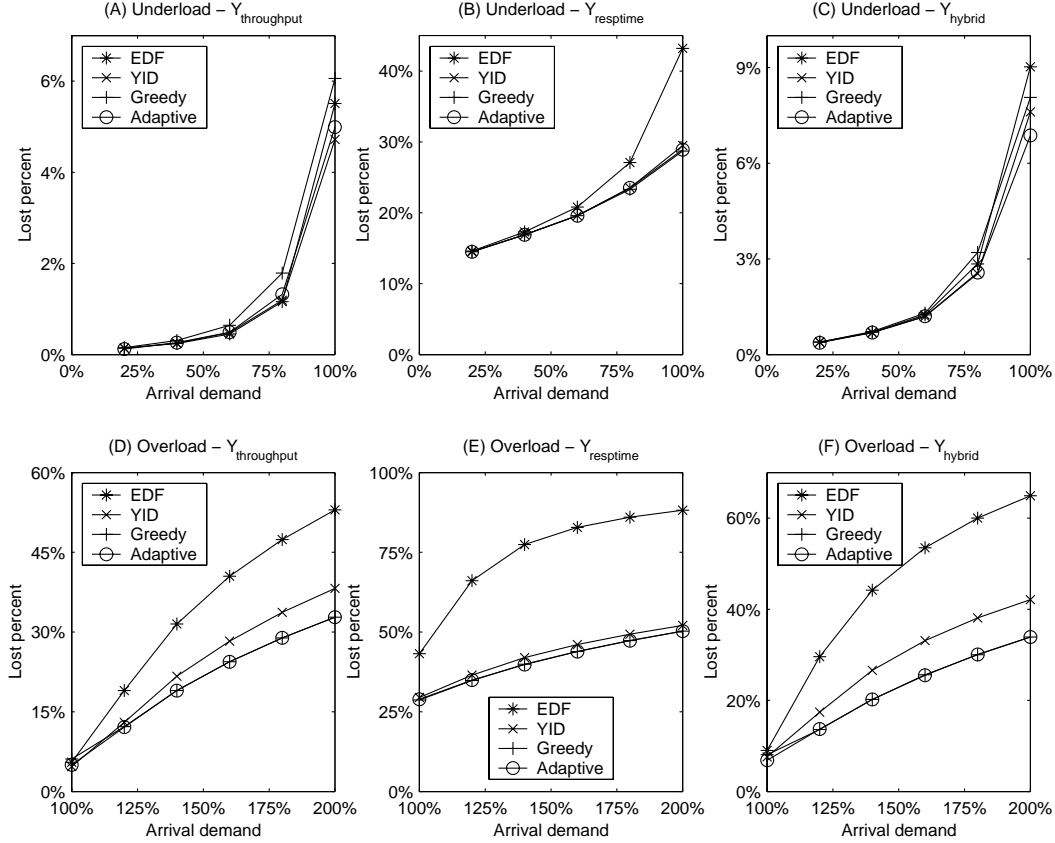 (A) Underload – Y_throughput
Lost percent
6%
4%
2%
0%
EDF
YID
Greedy
Adaptive
0% 25% 50% 75% 100%
Arrival demand
(B) Underload – Y_resptime
Lost percent
40%
30%
20%
10%
0%
EDF
YID
Greedy
Adaptive
0% 25% 50% 75% 100%
Arrival demand
(C) Underload – Y_hybrid
Lost percent
9%
6%
3%
0%
EDF
YID
Greedy
Adaptive
0% 25% 50% 75% 100%
Arrival demand
(D) Overload – Y_throughput
Lost percent
60%
45%
30%
15%
0%
EDF
YID
Greedy
Adaptive
100% 125% 150% 175% 200%
Arrival demand
(E) Overload – Y_resptime
Lost percent
100%
75%
50%
25%
0%
EDF
YID
Greedy
Adaptive
100% 125% 150% 175% 200%
Arrival demand
(F) Overload – Y_hybrid
Lost percent
60%
40%
20%
0%
EDF
YID
Greedy
Adaptive
100% 125% 150% 175% 200%
Arrival demand